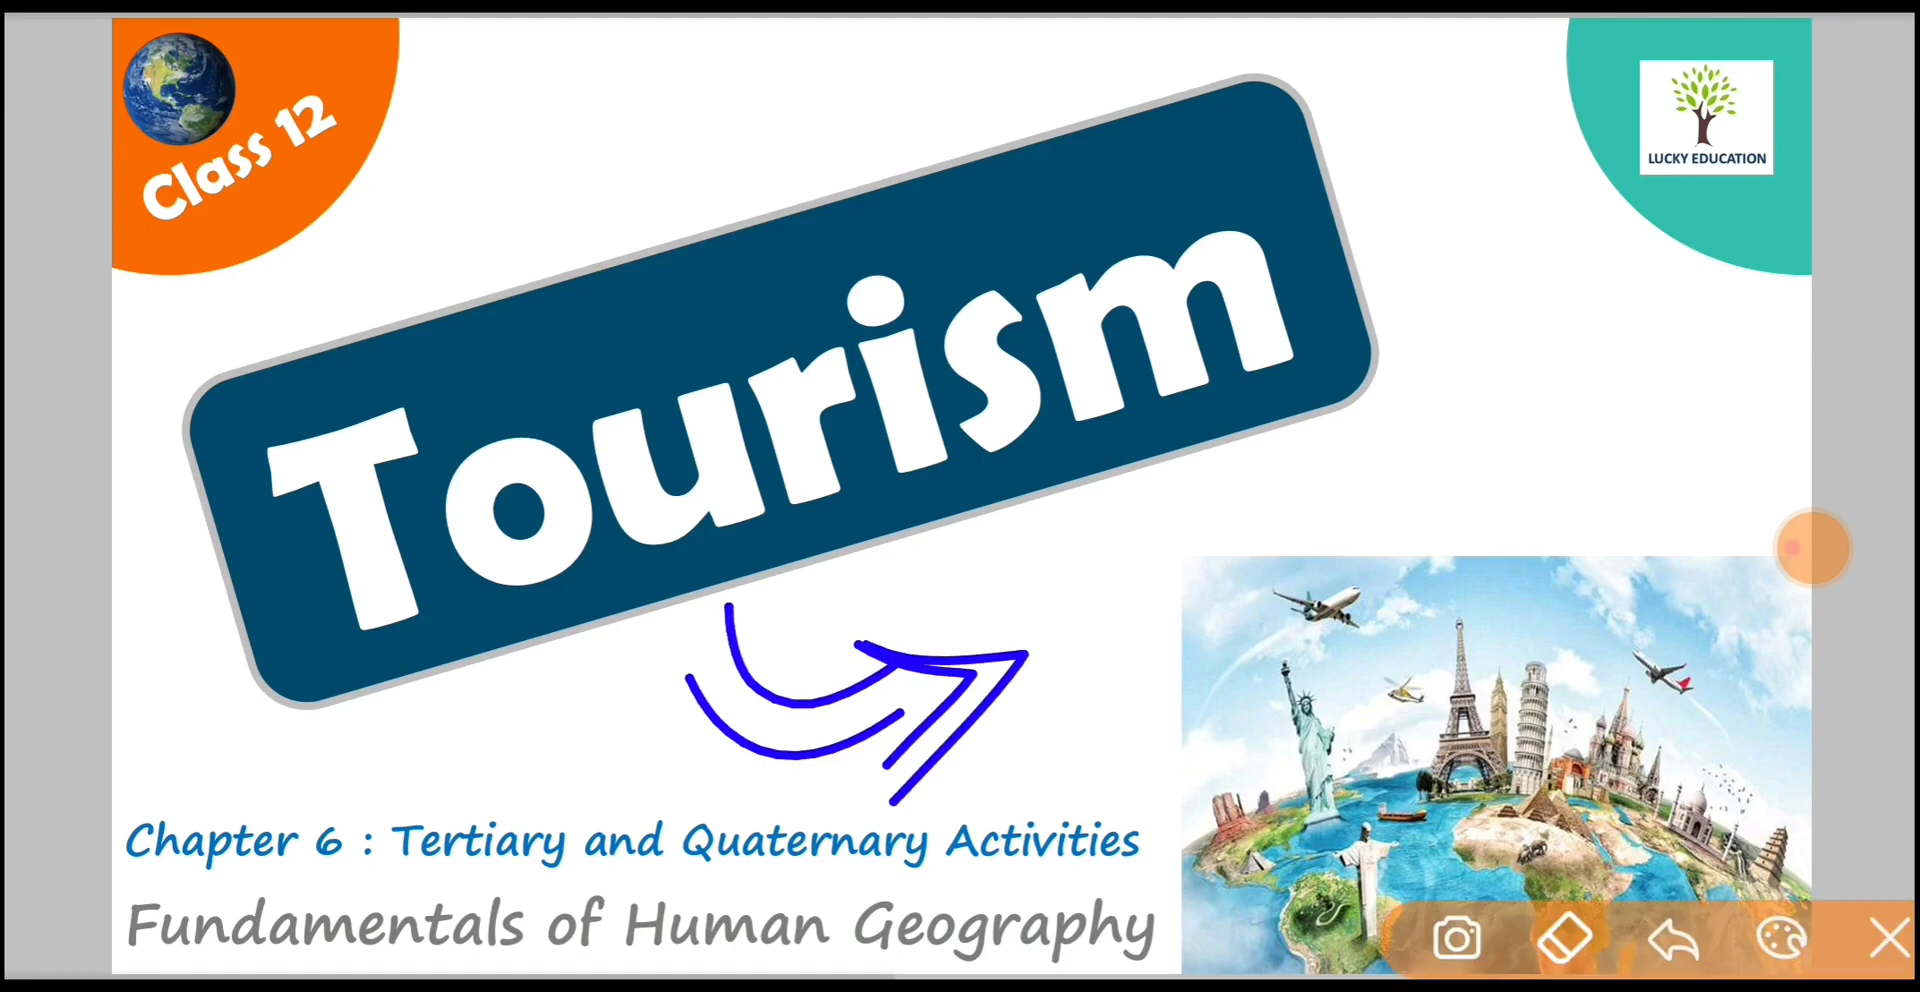 Class 12
LUCKY EDUCATION
Tourism
Chapter 6 : Tertiary and Quaternary Activities
Fundamentals of Human Geography